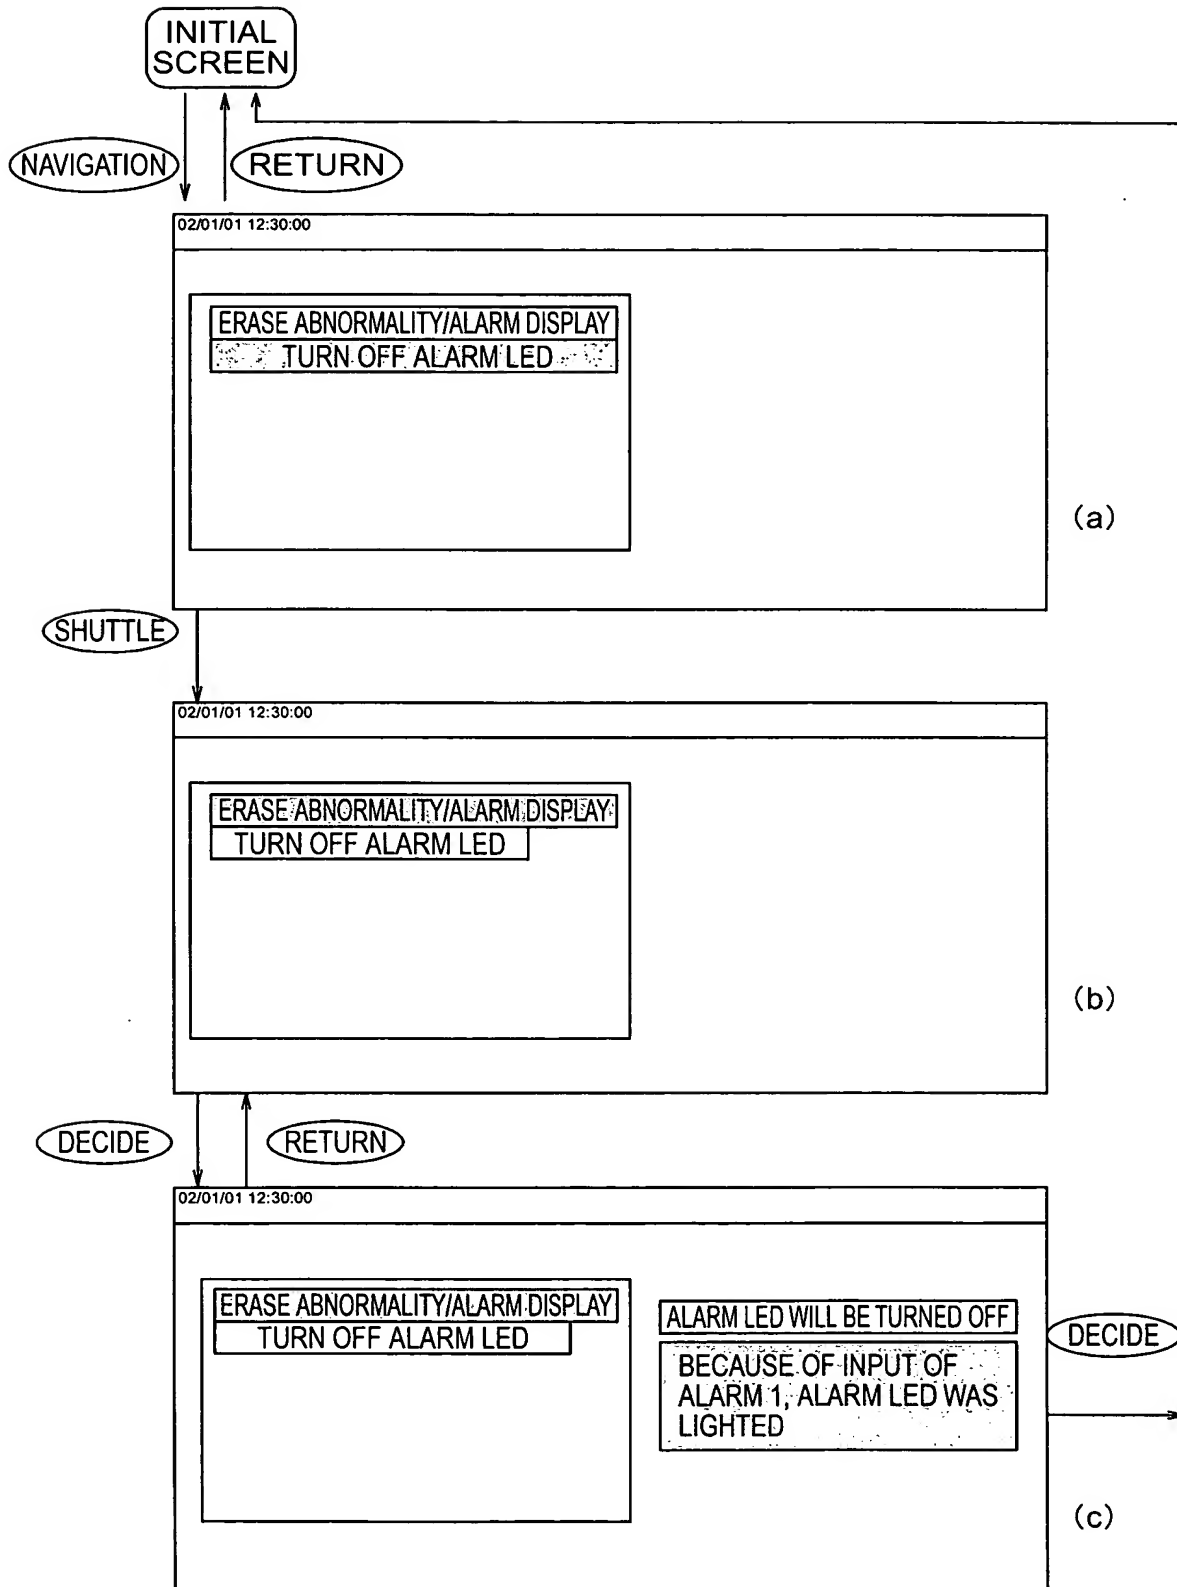 INITIAL
SCREEN
NAVIGATION
RETURN
02/01/01 12:30:00
ERASE ABNORMALITY/ALARM DISPLAY
TURN OFF ALARM LED
(a)
SHUTTLE
02/01/01 12:30:00
ERASE ABNORMALITY/ALARM DISPLAY
TURN OFF ALARM LED
(b)
DECIDE
RETURN
02/01/01 12:30:00
ERASE ABNORMALITY/ALARM DISPLAY
TURN OFF ALARM LED
ALARM LED WILL BE TURNED OFF
DECIDE
BECAUSE OF INPUT OF
ALARM 1, ALARM LED WAS
LIGHTED
(c)